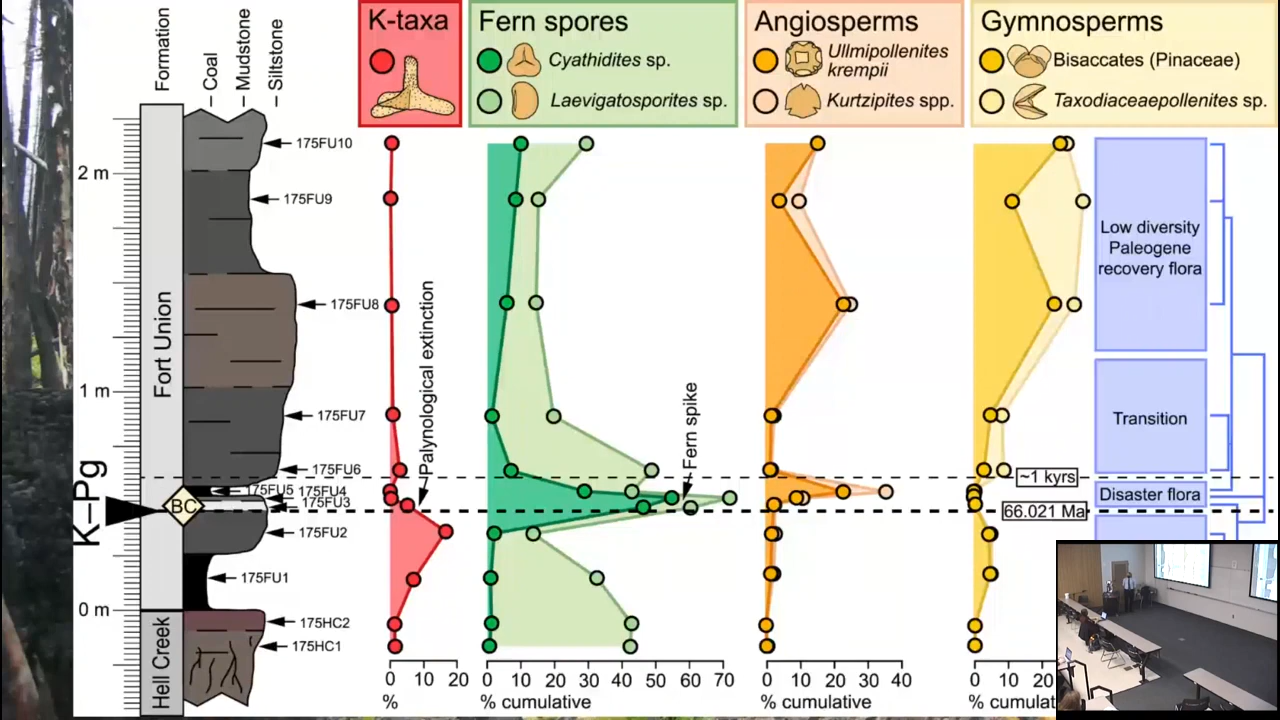 Formation
Coal
Mudstone
Siltstone
K-taxa
Fern spores
Cyathidites sp.
Laevigatosporites sp.
Angiosperms
Ullmipollenites
krempii
Kurtzipites spp.
Gymnosperms
Bisaccates (Pinaceae)
Taxodiaceaepollenites sp.
2 m
1 m
0 m
K–Pg
Fort Union
Hell Creek
BC
175FU10
175FU9
175FU8
175FU7
175FU6
175FU5
175FU4
175FU3
175FU2
175FU1
175HC2
175HC1
Palynological extinction
Fern spike
~1 kyrs
66.021 Ma
Low diversity
Paleogene
recovery flora
Transition
Disaster flora
0 10 20
%
0 10 20 30 40 50 60 70
% cumulative
0 10 20 30 40
% cumulative
0 10 20
% cumulat